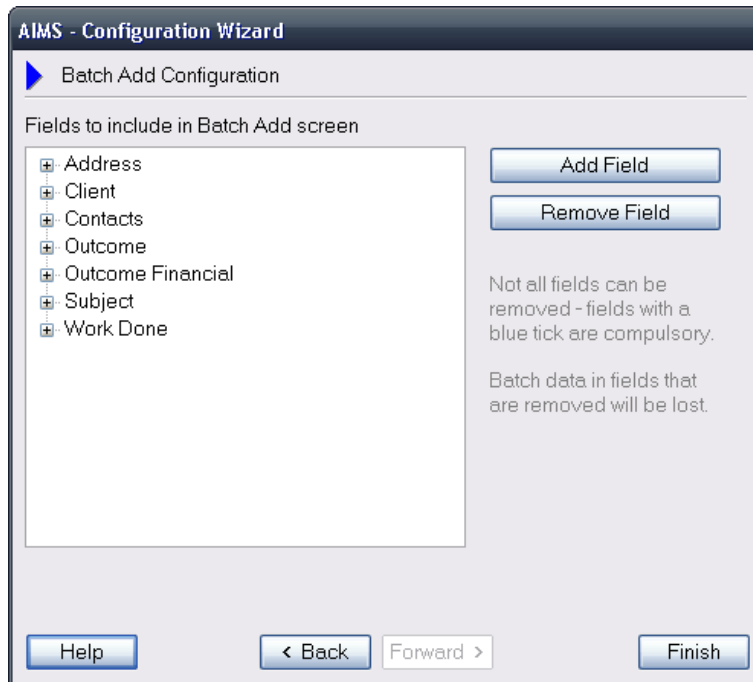 AIMS - Configuration Wizard
Batch Add Configuration
Fields to include in Batch Add screen
Address
Client
Contacts
Outcome
Outcome Financial
Subject
Work Done
Add Field
Remove Field
Not all fields can be
removed - fields with a
blue tick are compulsory.
Batch data in fields that
are removed will be lost.
Help
< Back
Forward >
Finish